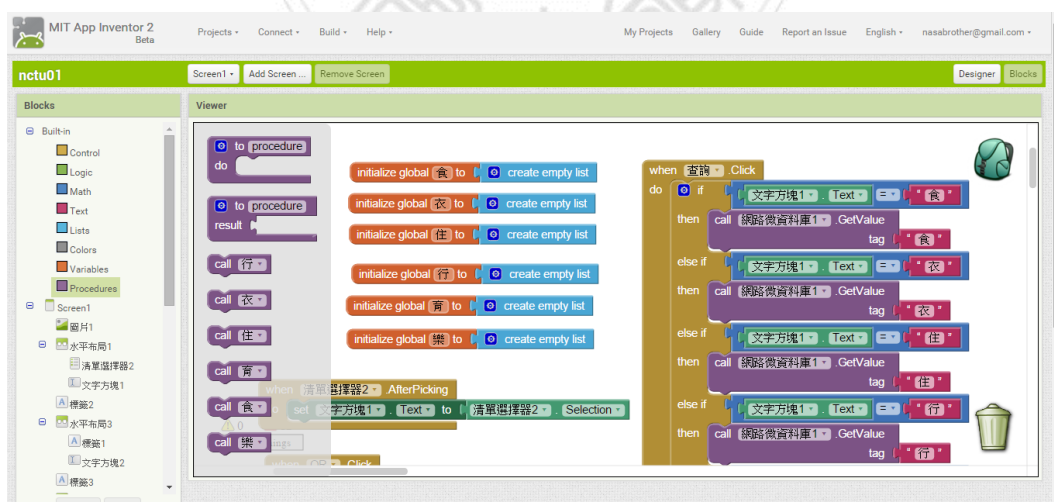 MIT App Inventor 2
Beta
Projects Connect Build Help
My Projects Gallery Guide Report an Issue English nasabrother@gmail.com
nctu01
Screen1 Add Screen ... Remove Screen
Designer Blocks
Blocks
Viewer
Built-in
Control
Logic
Math
Text
Lists
Colors
Variables
Procedures
Screen1
圖片1
水平布局1
清單選擇器2
文字方塊1
標籤2
水平布局3
標籤1
文字方塊2
標籤3
to procedure
do
to procedure
result
call 行
call 衣
call 住
call 育
call 食
call 樂
initialize global 食 to create empty list
initialize global 衣 to create empty list
initialize global 住 to create empty list
initialize global 行 to create empty list
initialize global 育 to create empty list
initialize global 樂 to create empty list
when 清單選擇器2 .AfterPicking
do set 文字方塊1 . Text to 清單選擇器2 . Selection
0
when .Click
when 查詢 .Click
do if 文字方塊1 . Text = " 食 "
then call 網路微資料庫1 .GetValue
tag " 食 "
else if 文字方塊1 . Text = " 衣 "
then call 網路微資料庫1 .GetValue
tag " 衣 "
else if 文字方塊1 . Text = " 住 "
then call 網路微資料庫1 .GetValue
tag " 住 "
else if 文字方塊1 . Text = " 行 "
then call 網路微資料庫1 .GetValue
tag " 行 "